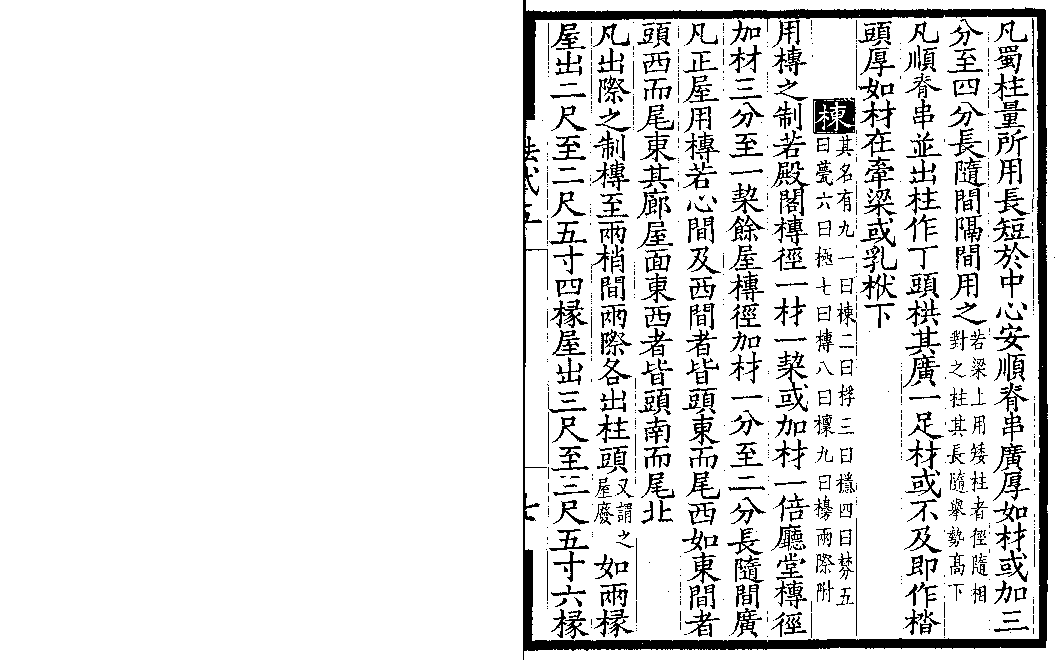 凡蜀柱量所用長短於中心安順脊串廣厚如材或加三
分至四分長隨間隔間用之若梁上用矮柱者徑隨相對之柱其長隨舉勢高下
凡順脊串並出柱作丁頭栱其廣一足材或不及即作楷
頭厚如材在牽梁或乳栿下
棟其名有九一曰棟二曰桴三曰檼四曰棼五曰甍六曰極七曰槫八曰檩九曰櫋兩際附
用槫之制若殿閣槫徑一材一栔或加材一倍廳堂槫徑
加材三分至一栔餘屋槫徑加材一分至二分長隨間廣
凡正屋用槫若心間及西間者皆頭東而尾西如東間者
頭西而尾東其廊屋面東西者皆頭南而尾北
凡出際之制槫至兩梢間兩際各出柱頭又謂之屋廢如兩椽
屋出二尺至二尺五寸四椽屋出三尺至三尺五寸六椽
法式五
七